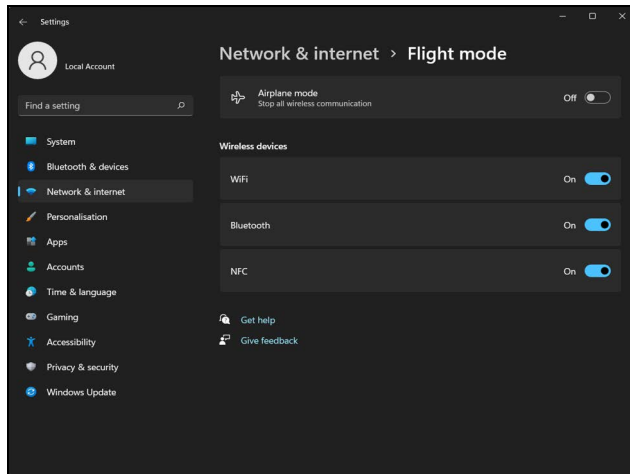 Settings
Local Account
Find a setting
System
Bluetooth & devices
Network & internet
Personalisation
Apps
Accounts
Time & language
Gaming
Accessibility
Privacy & security
Windows Update
Network & internet > Flight mode
Airplane mode
Stop all wireless communication
Off
Wireless devices
WiFi On
Bluetooth On
NFC On
Get help
Give feedback